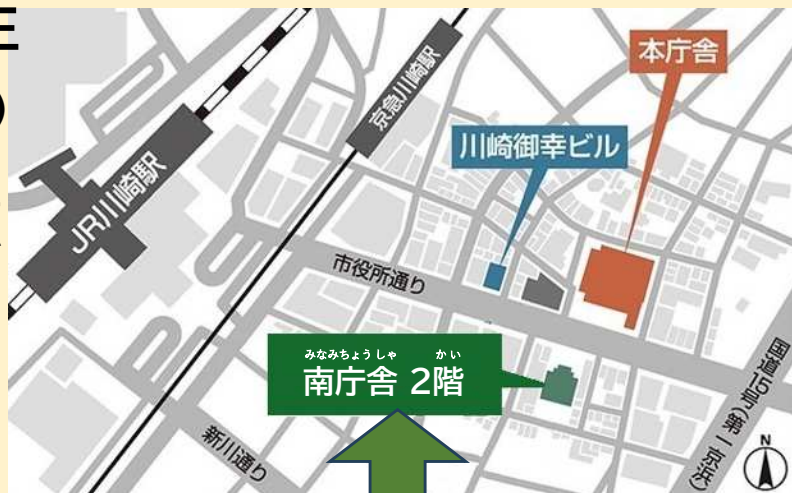 本庁舎
京急川崎駅
川崎御幸ビル
JR川崎駅
市役所通り
みなみちょうしゃ かい
南庁舎 2階
国道15号(第一京浜)
新川通り
N